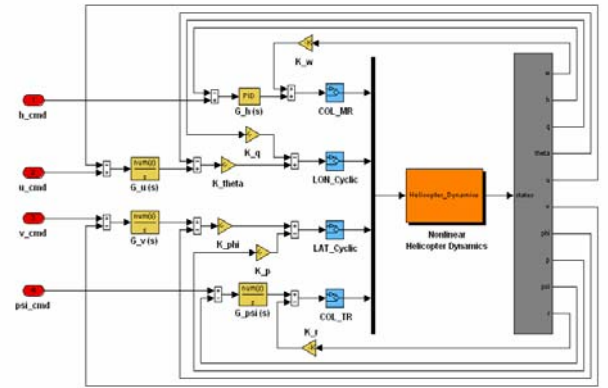 K_w
PID
h_cmd
G_h (s)
COL_MR
K_q
num(z)
u_cmd
G_u (s)
K_theta
LON_Cyclic
num(z)
v_cmd
G_v (s)
K_phi
K_p
LAT_Cyclic
num(z)
psi_cmd
G_psi (s)
COL_TR
K_r
Helicopter_Dynamics
Nonlinear
Helicopter Dynamics
states
w
h
q
theta
u
v
phi
p
psi
r